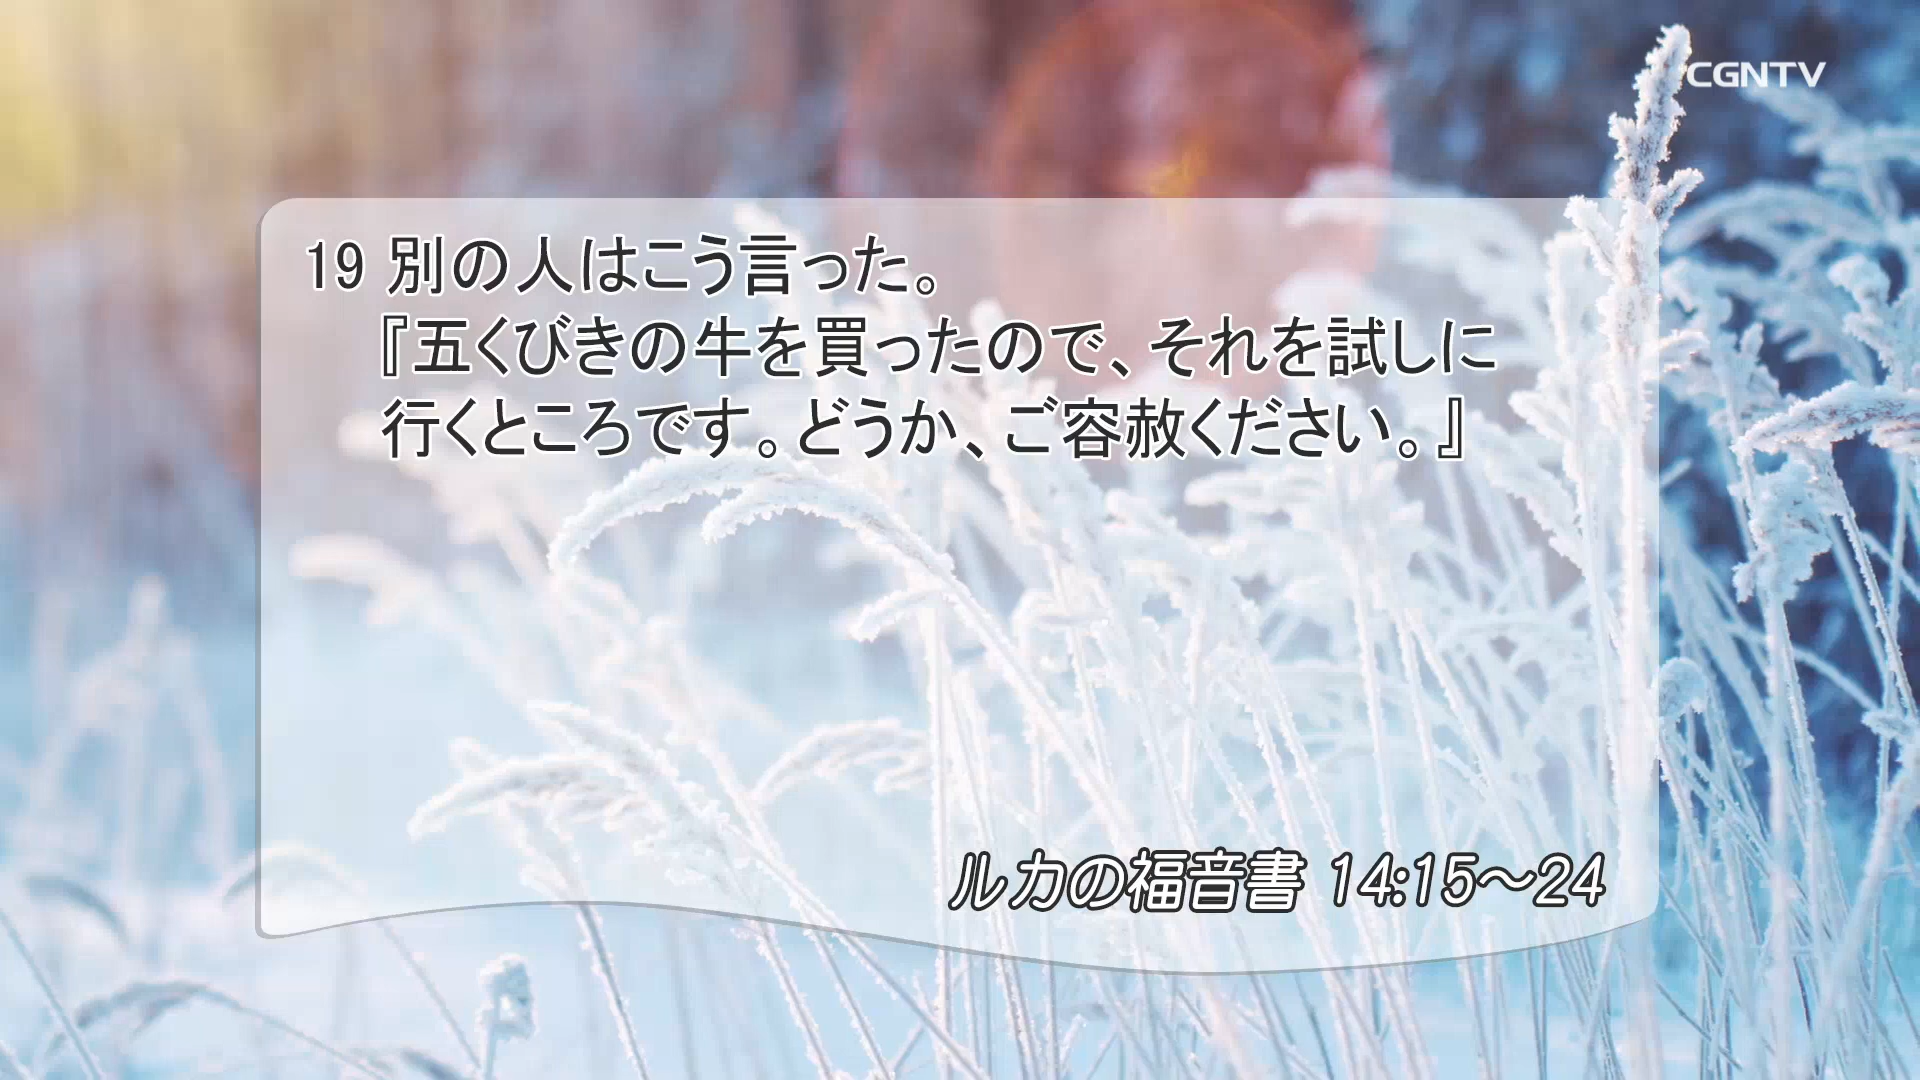 CGNTV
19 別の人はこう言った。
『五くびきの牛を買ったので、それを試しに
行くところです。どうか、ご容赦ください。』
ルカの福音書 14:15～24